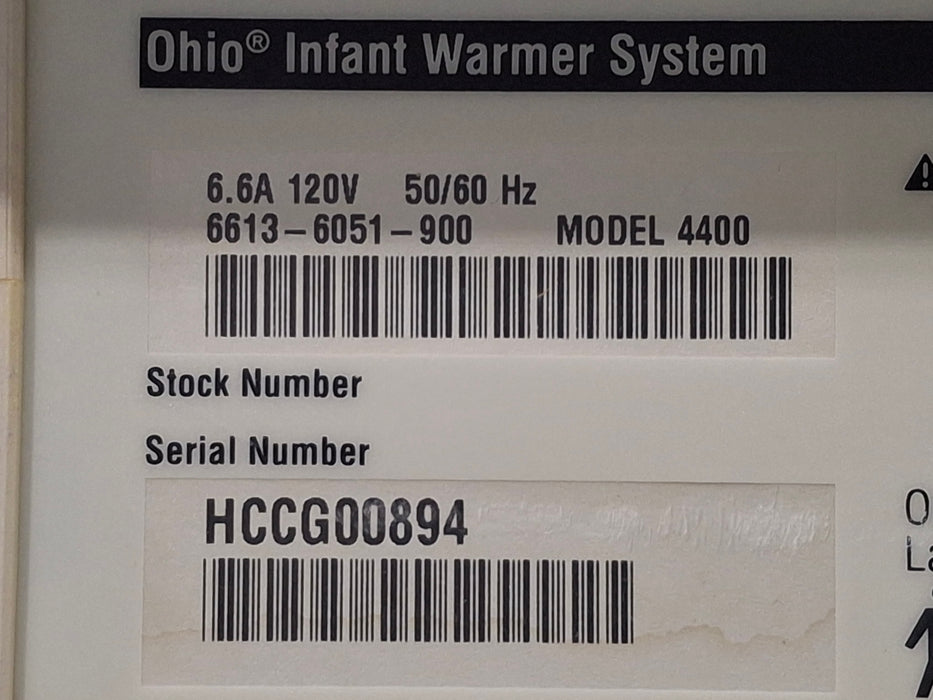 Ohio® Infant Warmer System
6.6A 120V 50/60 Hz
6613-6051-900 MODEL 4400
Stock Number
Serial Number
HCCG00894